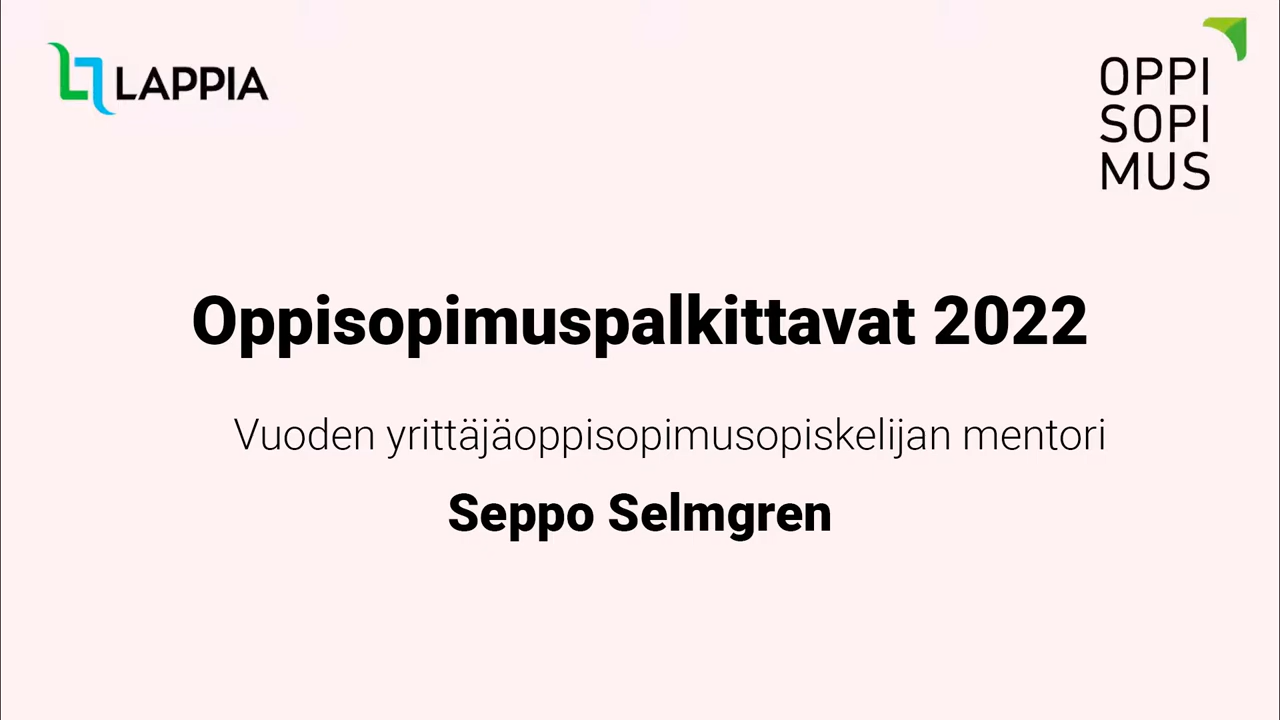 LAPPIA
OPPI
SOPI
MUS
Oppisopimuspalkittavat 2022
Vuoden yrittäjäoppisopimusopiskelijan mentori
Seppo Selmgren